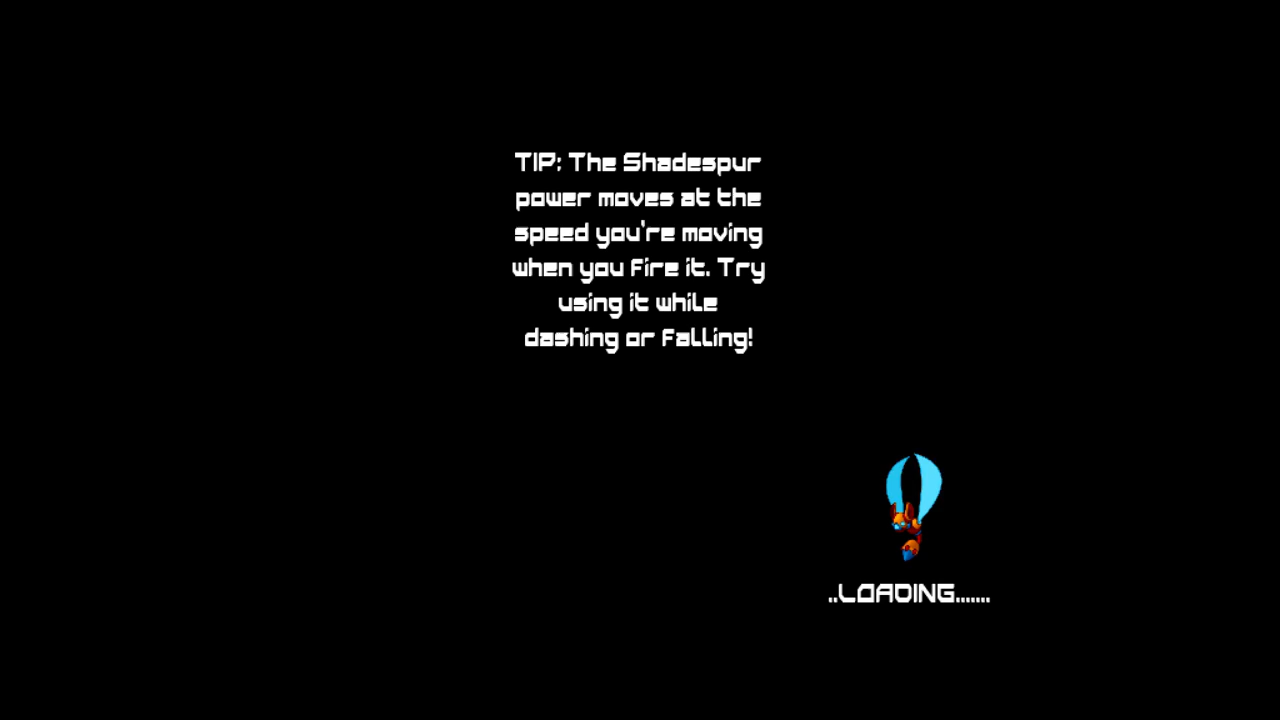 TIP: The Shadespur
power moves at the
speed you're moving
when you fire it. Try
using it while
dashing or falling!
..LOADING.......